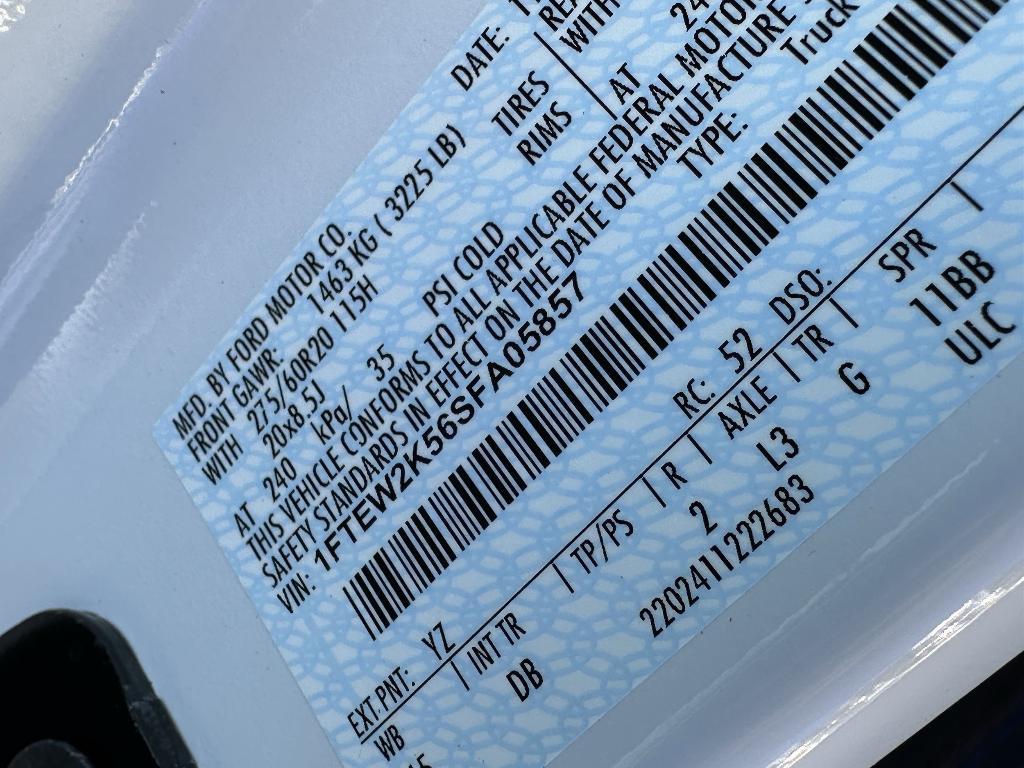 MFD. BY FORD MOTOR CO. DATE:
FRONT GAWR: 1463 KG ( 3225 LB)
WITH 275/60R20 115H TIRES WITH
20x8.5J RIMS
AT 240 kPa/ 35 PSI COLD AT 24
THIS VEHICLE CONFORMS TO ALL APPLICABLE FEDERAL MOTOR
SAFETY STANDARDS IN EFFECT ON THE DATE OF MANUFACTURE
VIN: 1FTEW2K56SFA05857 TYPE: Truck
EXT.PNT: YZ RC: 52 DSO:
WB | INT TR | TP/PS | R | AXLE | TR | SPR |
DB 2 L3 G 11BB
220241122683 ULC